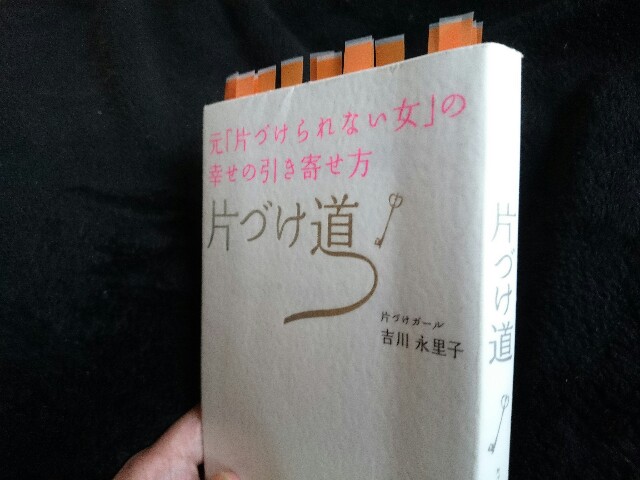 元「片づけられない女」の
幸せの引き寄せ方
片づけ道
片づけガール
吉川 永里子
片づけ道